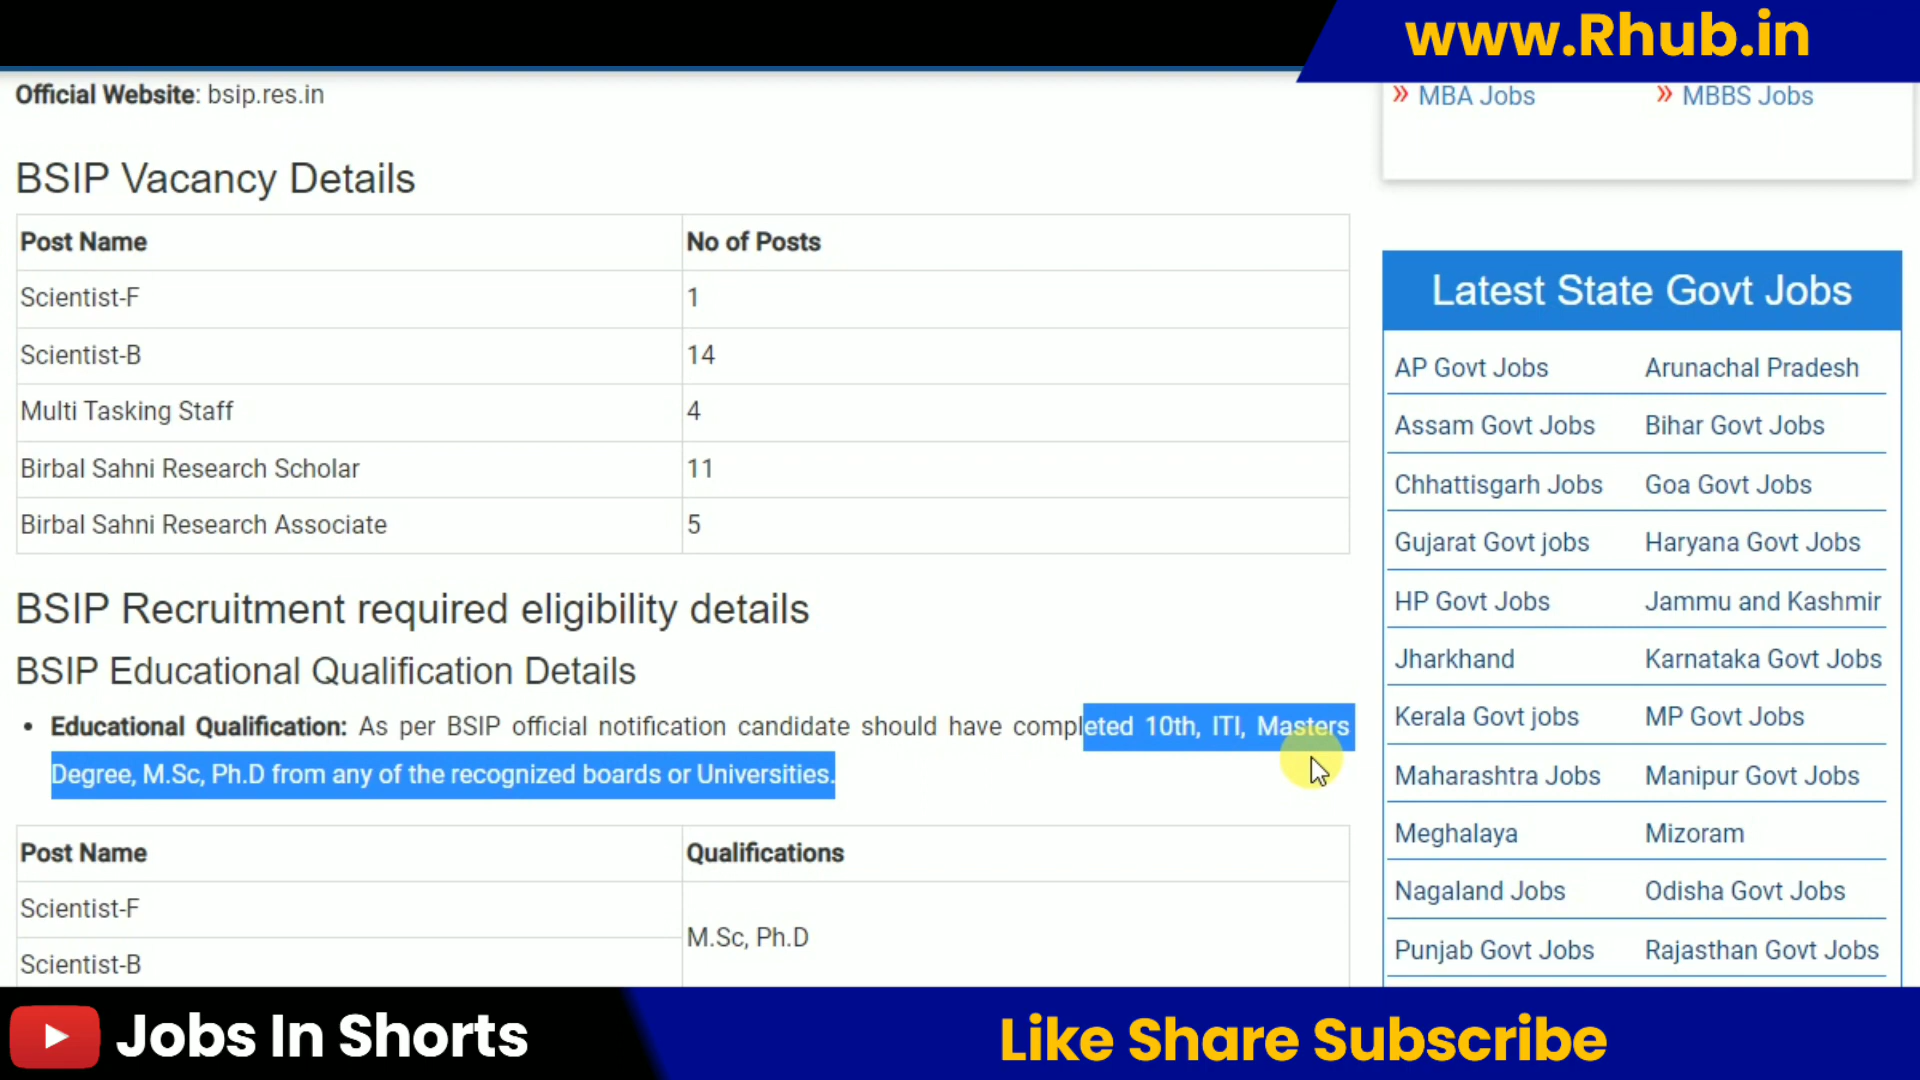 www.Rhub.in
Official Website: bsip.res.in
» MBA Jobs » MBBS Jobs
BSIP Vacancy Details
Post Name No of Posts
Scientist-F 1
Scientist-B 14
Multi Tasking Staff 4
Birbal Sahni Research Scholar 11
Birbal Sahni Research Associate 5
BSIP Recruitment required eligibility details
BSIP Educational Qualification Details
• Educational Qualification: As per BSIP official notification candidate should have completed 10th, ITI, Masters
Degree, M.Sc, Ph.D from any of the recognized boards or Universities.
Post Name Qualifications
Scientist-F
M.Sc, Ph.D
Scientist-B
Latest State Govt Jobs
AP Govt Jobs Arunachal Pradesh
Assam Govt Jobs Bihar Govt Jobs
Chhattisgarh Jobs Goa Govt Jobs
Gujarat Govt jobs Haryana Govt Jobs
HP Govt Jobs Jammu and Kashmir
Jharkhand Karnataka Govt Jobs
Kerala Govt jobs MP Govt Jobs
Maharashtra Jobs Manipur Govt Jobs
Meghalaya Mizoram
Nagaland Jobs Odisha Govt Jobs
Punjab Govt Jobs Rajasthan Govt Jobs
Jobs In Shorts
Like Share Subscribe